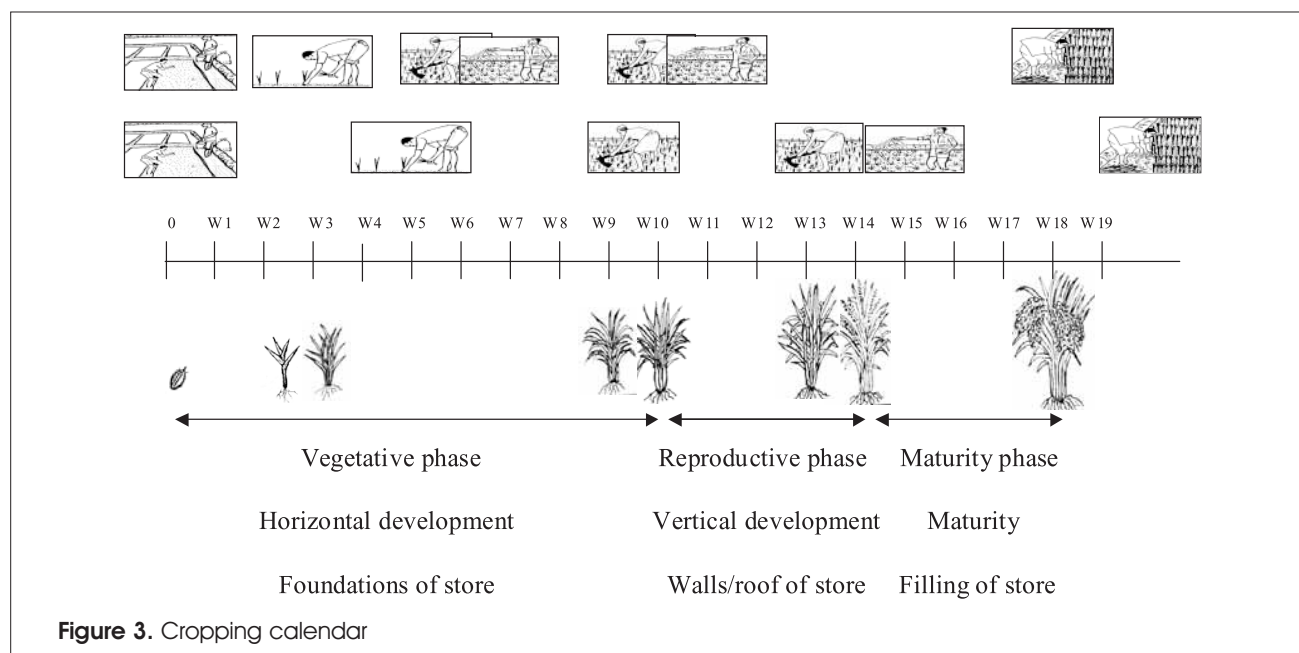 0 W1 W2 W3 W4 W5 W6 W7 W8 W9 W10 W11 W12 W13 W14 W15 W16 W17 W18 W19
Vegetative phase Reproductive phase Maturity phase
Horizontal development Vertical development Maturity
Foundations of store Walls/roof of store Filling of store
Figure 3. Cropping calendar